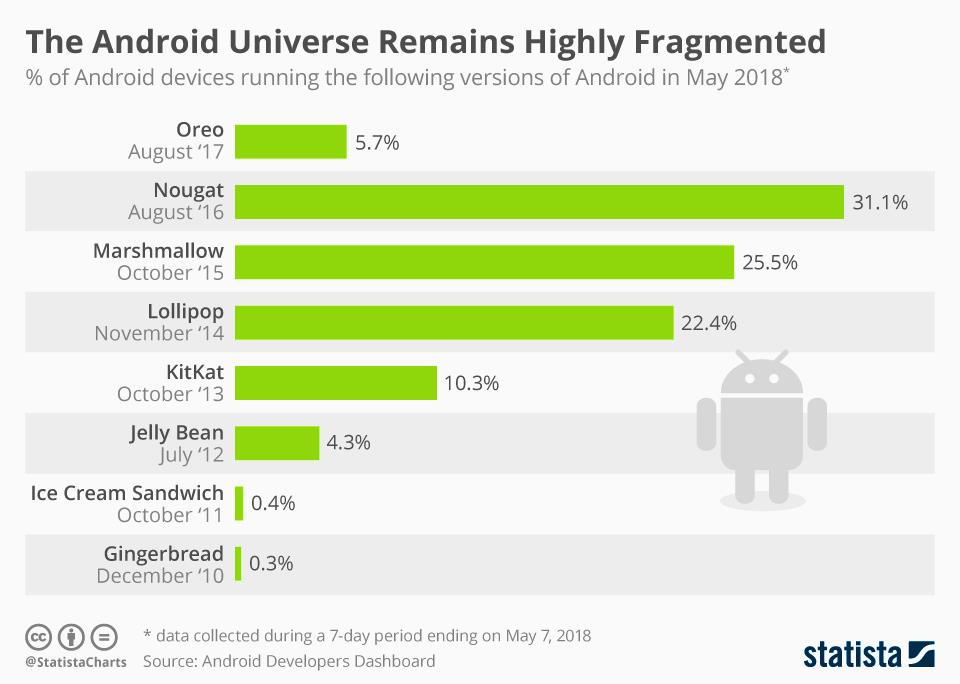 The Android Universe Remains Highly Fragmented
% of Android devices running the following versions of Android in May 2018*
Oreo
August ‘17
5.7%
Nougat
August ‘16
31.1%
Marshmallow
October ‘15
25.5%
Lollipop
November ‘14
22.4%
KitKat
October ‘13
10.3%
Jelly Bean
July ‘12
4.3%
Ice Cream Sandwich
October ‘11
0.4%
Gingerbread
December ‘10
0.3%
cc
@StatistaCharts
* data collected during a 7-day period ending on May 7, 2018
Source: Android Developers Dashboard
statista